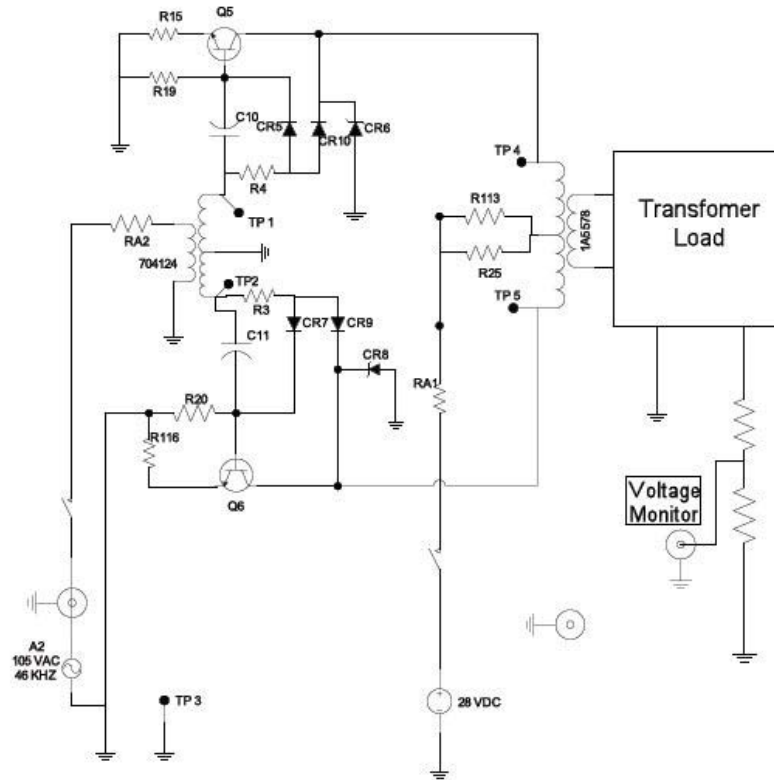 R15
Q5
R19
C10
CR5
CR10
CR6
R4
TP 1
TP 4
R113
Transfomer
Load
RA2
1A5578
704124
TP2
R25
R3
TP 5
CR7
CR9
C11
CR8
RA1
R20
R116
Q6
Voltage
Monitor
A2
105 VAC
46 KHZ
TP 3
28 VDC